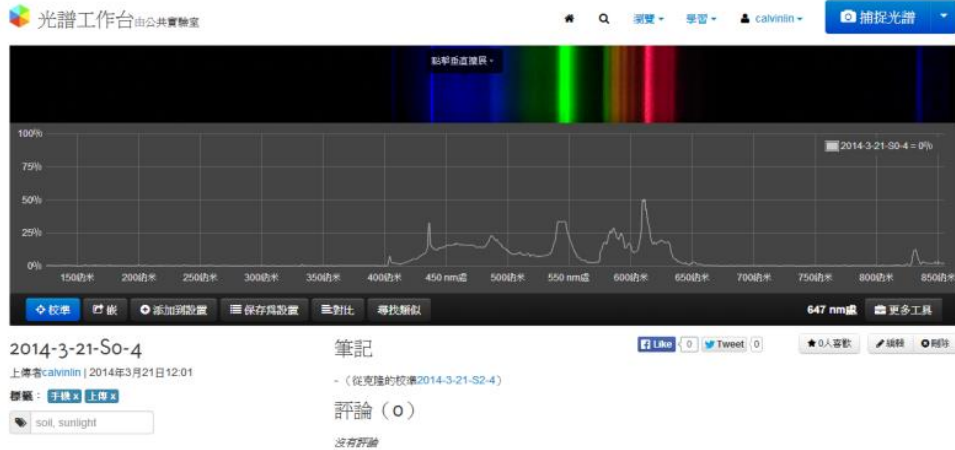 光譜工作台由公共實驗室
瀏覽 學習 calvinlin 捕捉光譜
點擊垂直擴展
100%
2014-3-21-S0-4 = 0%
75%
50%
25%
0%
150納米 200納米 250納米 300納米 350納米 400納米 450 nm處 500納米 550 nm處 600納米 650納米 700納米 750納米 800納米 850納米
校準 嵌 添加到設置 保存為設置 對比 尋找類似 647 nm處 更多工具
2014-3-21-S0-4 筆記 Like 0 Tweet 0 0人喜歡 編輯 刪除
上傳者calvinlin | 2014年3月21日12:01
- (從克隆的校準2014-3-21-S2-4)
標籤: 手機 x 上傳 x
評論(0)
soil, sunlight
沒有評論